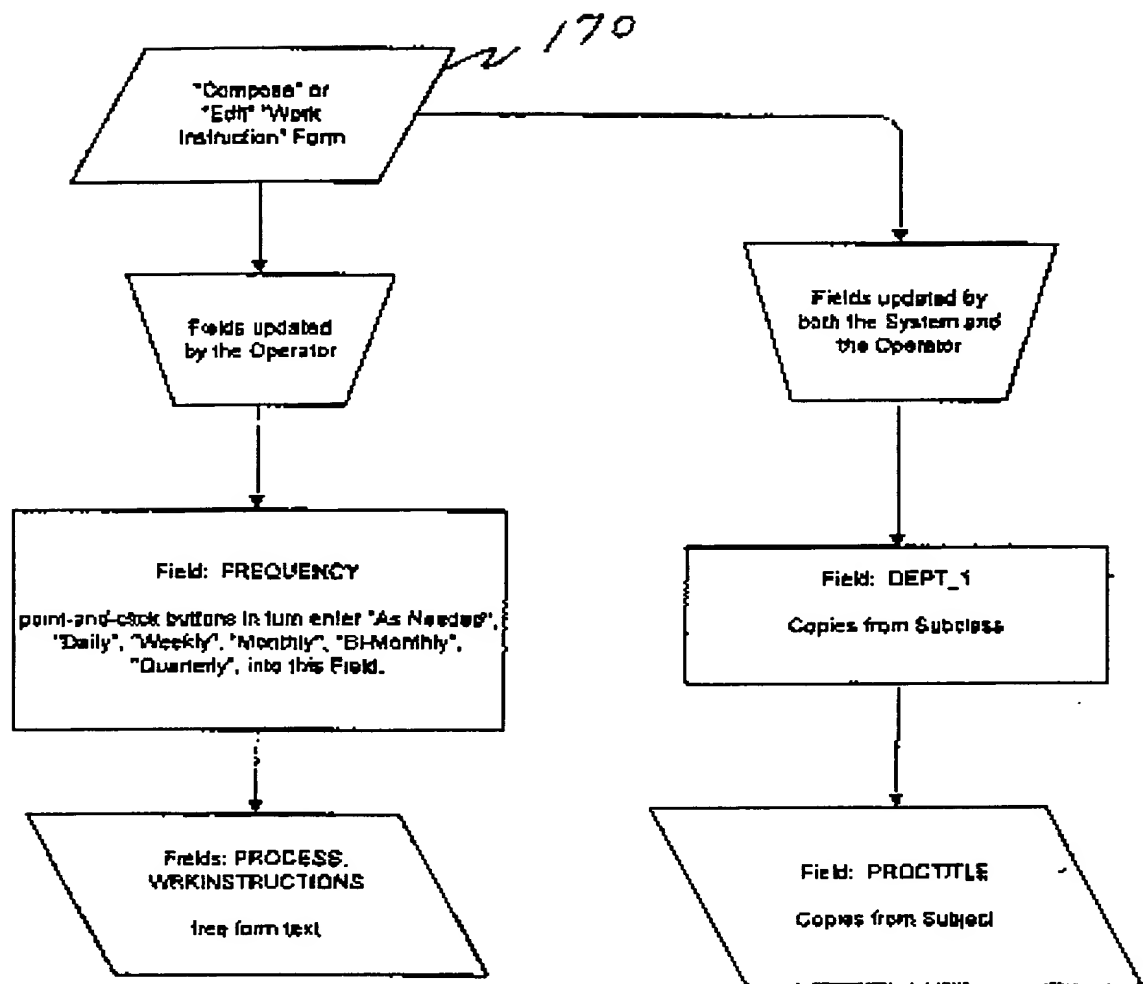 170
"Compose" or
"Edit" "Work
Instruction" Form
Fields updated
by the Operator
Fields updated by
both the System and
the Operator
Field: FREQUENCY
point-and-click buttons in turn enter "As Needed",
"Daily", "Weekly", "Monthly", "Bi-Monthly",
"Quarterly", into this Field.
Field: DEPT_1
Copies from Subclass
Fields: PROCESS,
WRKINSTRUCTIONS
free form text
Field: PROCTITLE
Copies from Subject